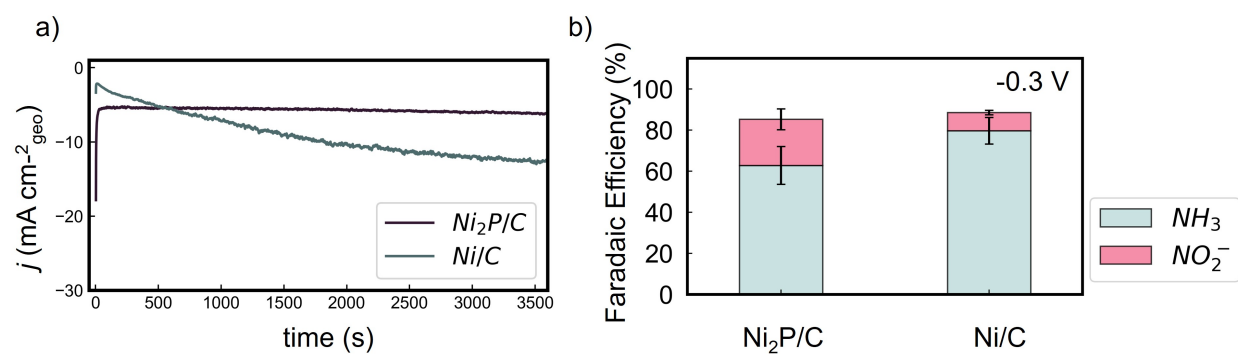 a)
j (mA cm-²geo)
0
−10
−20
−30
0
500
1000
1500
2000
2500
3000
3500
time (s)
Ni₂P/C
Ni/C
b)
Faradaic Efficiency (%)
100
80
60
40
20
0
-0.3 V
Ni₂P/C
Ni/C
NH₃
NO₂⁻